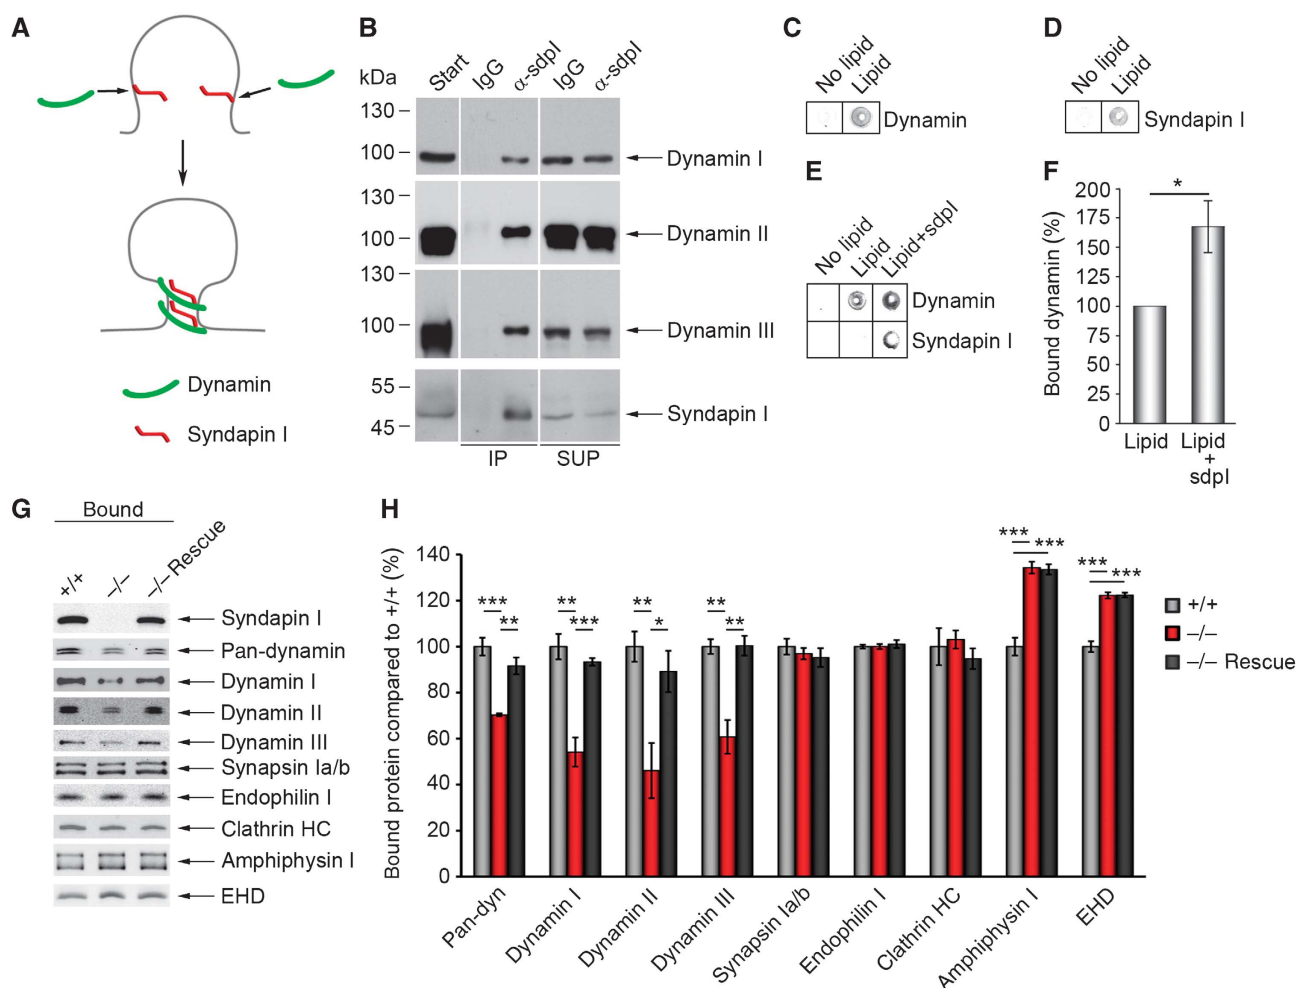 A
Dynamin
Syndapin I
B
kDa
Start
IgG
α-sdpI
IgG
α-sdpI
130
100
Dynamin I
130
100
Dynamin II
130
100
Dynamin III
55
45
Syndapin I
IP
SUP
C
No lipid
Lipid
Dynamin
D
No lipid
Lipid
Syndapin I
E
No lipid
Lipid
Lipid+sdpI
Dynamin
Syndapin I
F
Bound dynamin (%)
200
175
150
125
100
75
50
25
0
*
Lipid
Lipid
+
sdpI
G
Bound
+/+
–/–
–/– Rescue
Syndapin I
Pan-dynamin
Dynamin I
Dynamin II
Dynamin III
Synapsin Ia/b
Endophilin I
Clathrin HC
Amphiphysin I
EHD
H
Bound protein compared to +/+ (%)
140
120
100
80
60
40
20
0
***
**
**
***
**
*
**
**
***
***
***
***
Pan-dyn
Dynamin I
Dynamin II
Dynamin III
Synapsin Ia/b
Endophilin I
Clathrin HC
Amphiphysin I
EHD
+/+
–/–
–/– Rescue